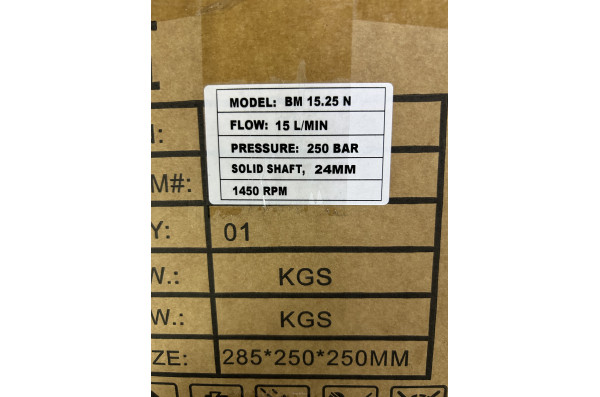 MODEL: BM 15.25 N
FLOW: 15 L/MIN
PRESSURE: 250 BAR
SOLID SHAFT, 24MM
1450 RPM
M#:
Y: 01
W.: KGS
W.: KGS
ZE: 285*250*250MM